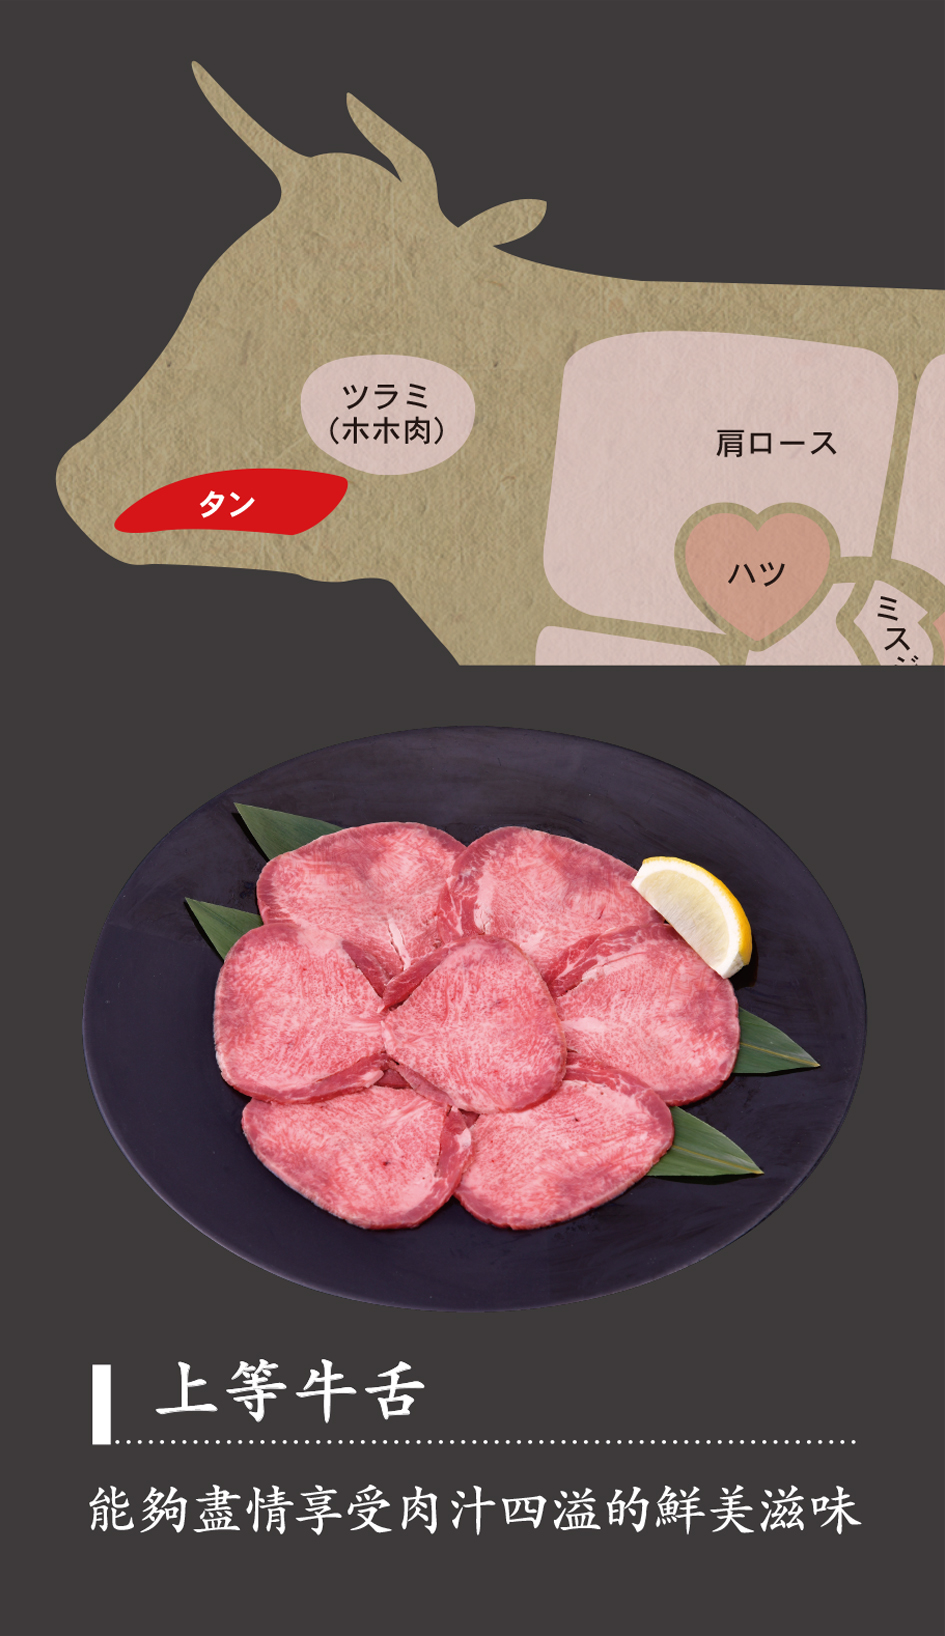 ツラミ
（ホホ肉）
タン
肩ロース
ハツ
ミスジ
上等牛舌
能夠盡情享受肉汁四溢的鮮美滋味